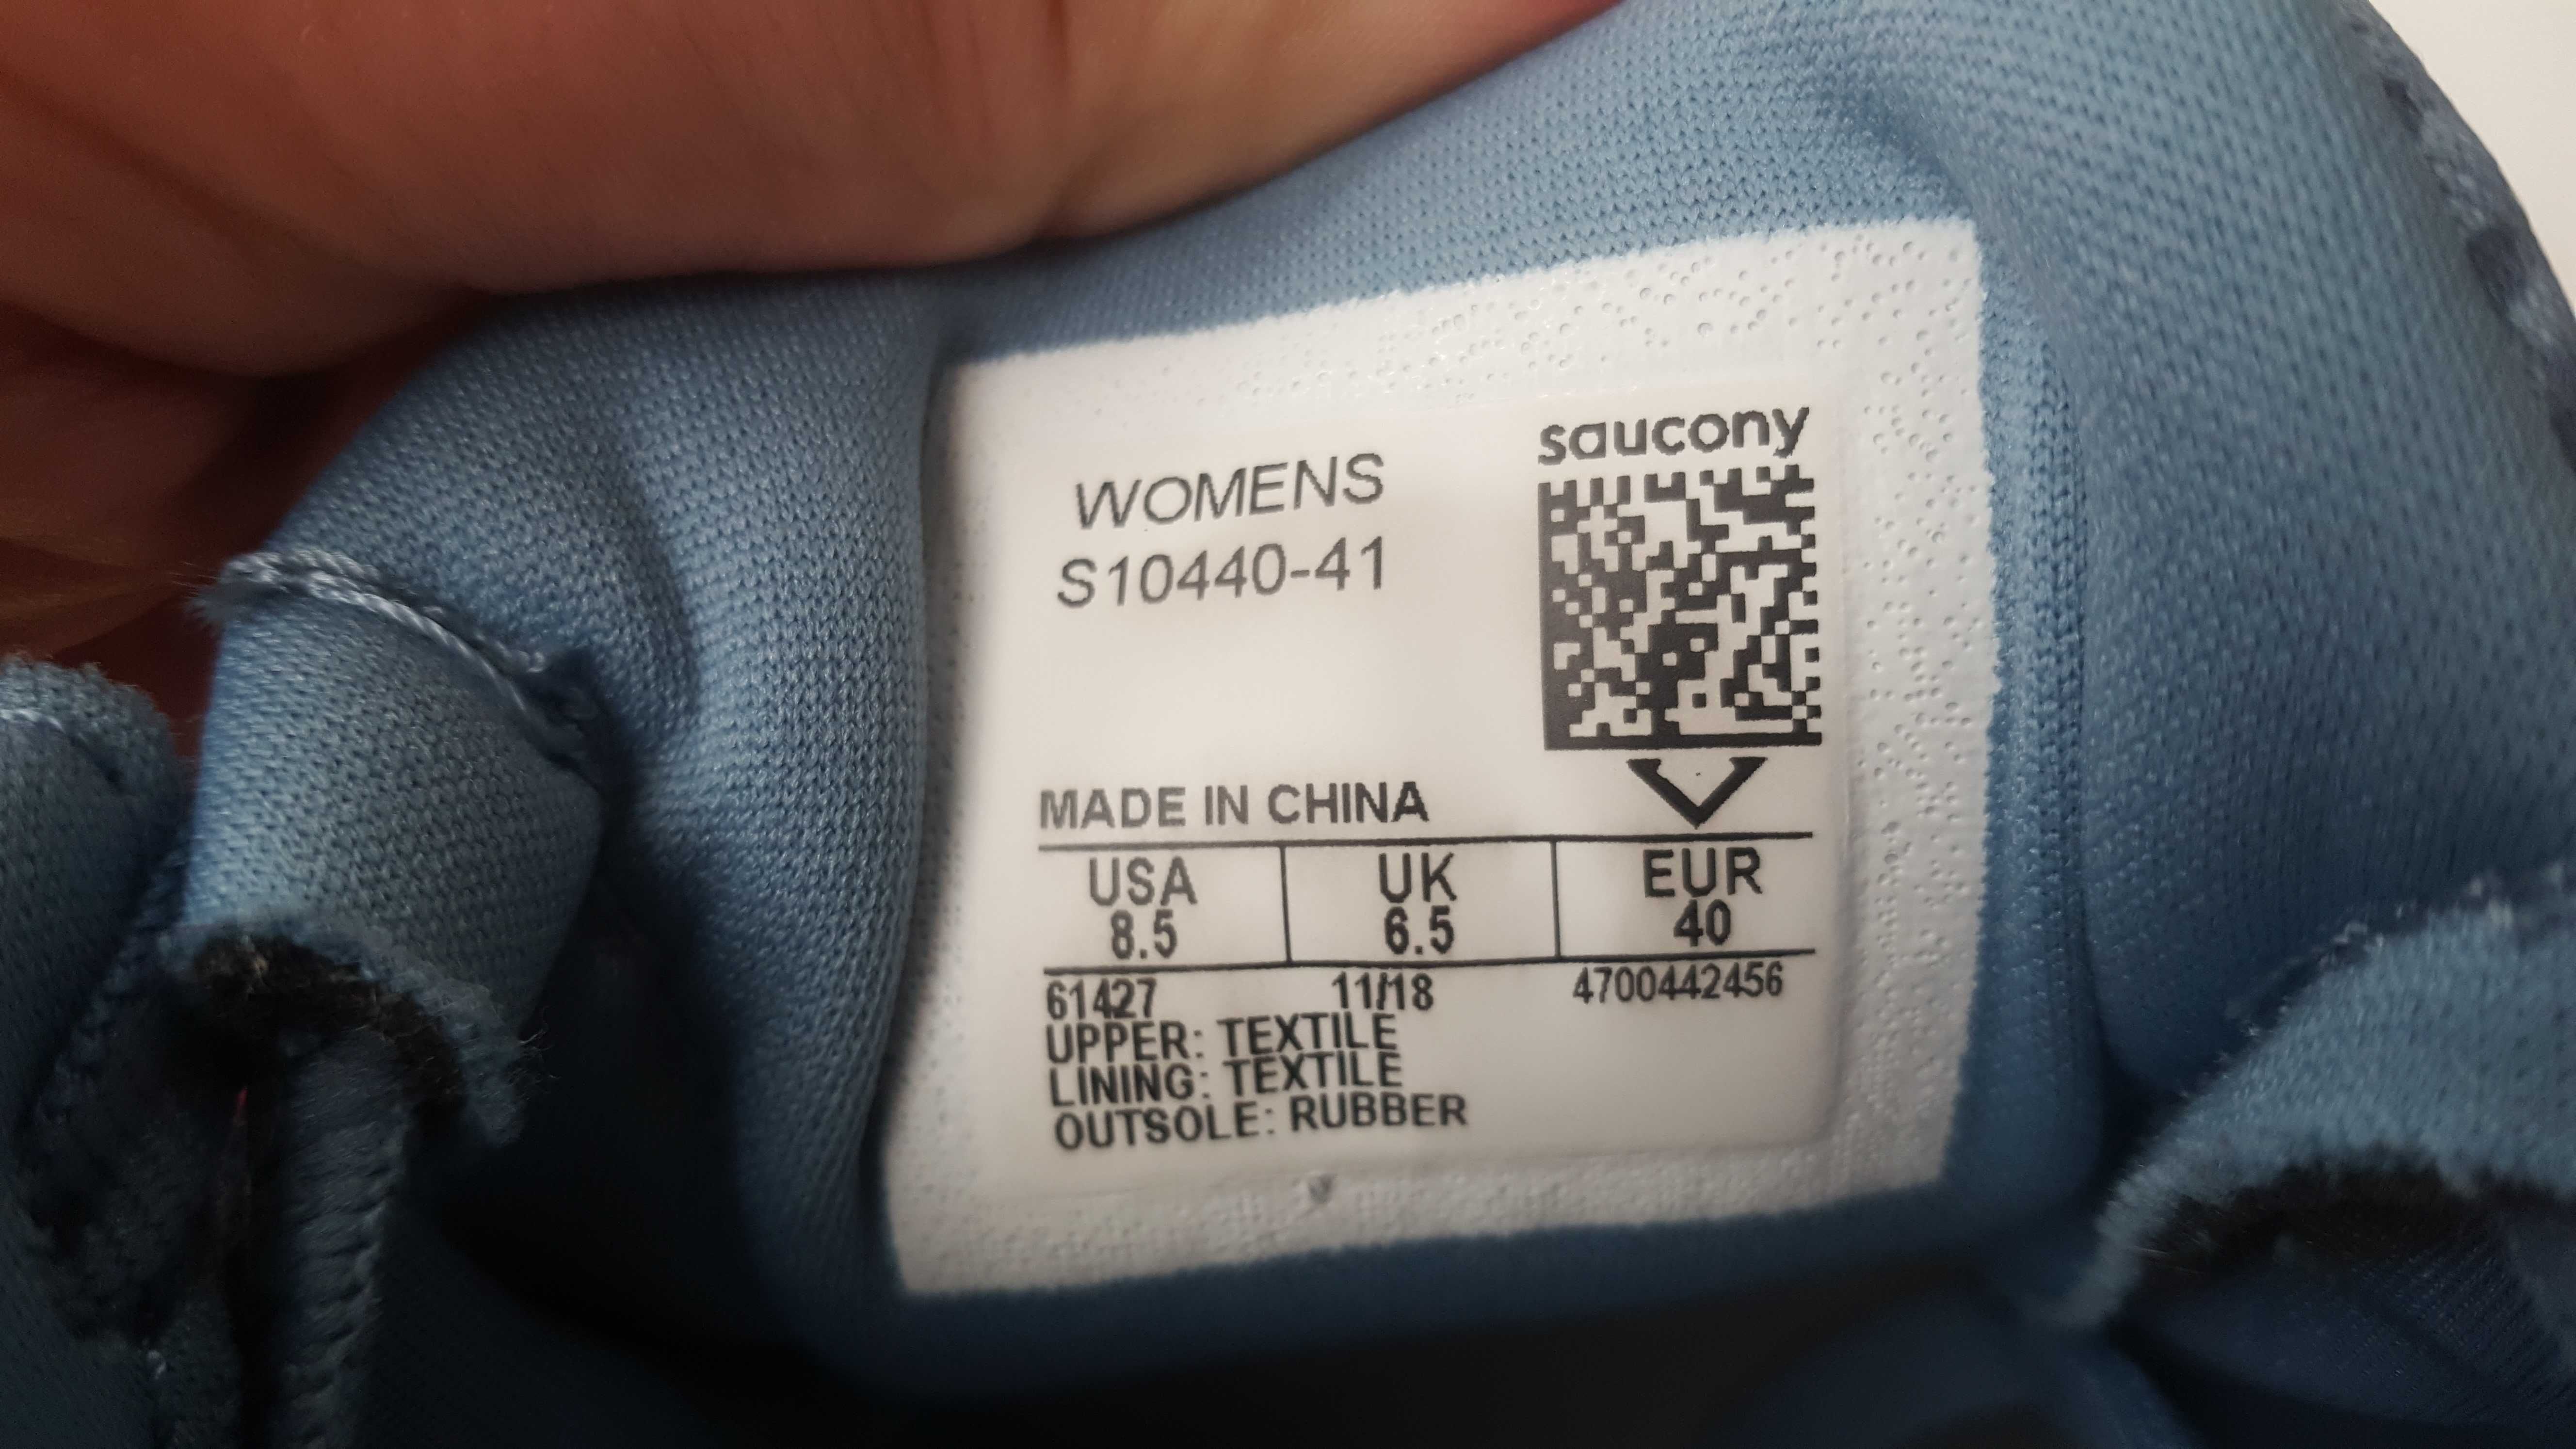 saucony
WOMENS
S10440-41
MADE IN CHINA
USA UK EUR
8.5 6.5 40
61427 11/18 4700442456
UPPER: TEXTILE
LINING: TEXTILE
OUTSOLE: RUBBER